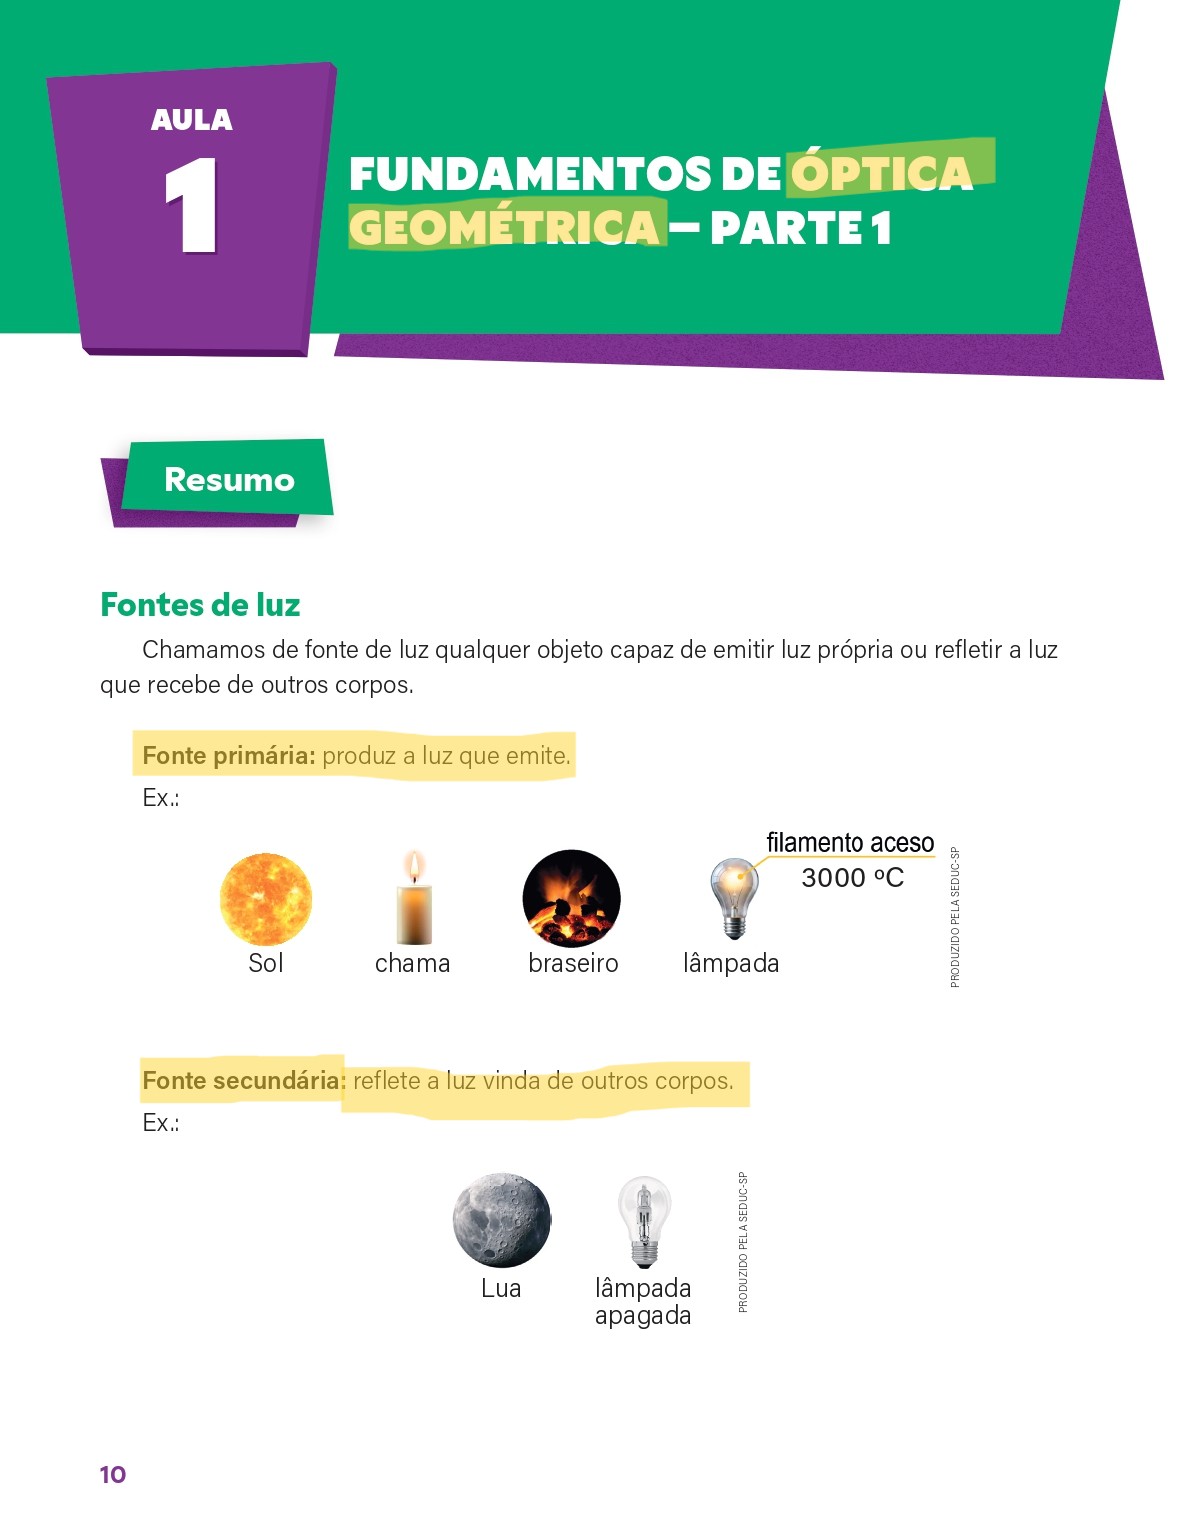 AULA
1
FUNDAMENTOS DE ÓPTICA
GEOMÉTRICA – PARTE 1
Resumo
Fontes de luz
Chamamos de fonte de luz qualquer objeto capaz de emitir luz própria ou refletir a luz
que recebe de outros corpos.
Fonte primária: produz a luz que emite.
Ex.:
filamento aceso
3000 ºC
Sol
chama
braseiro
lâmpada
PRODUZIDO PELA SEDUC-SP
Fonte secundária: reflete a luz vinda de outros corpos.
Ex.:
Lua
lâmpada
apagada
PRODUZIDO PELA SEDUC-SP
10